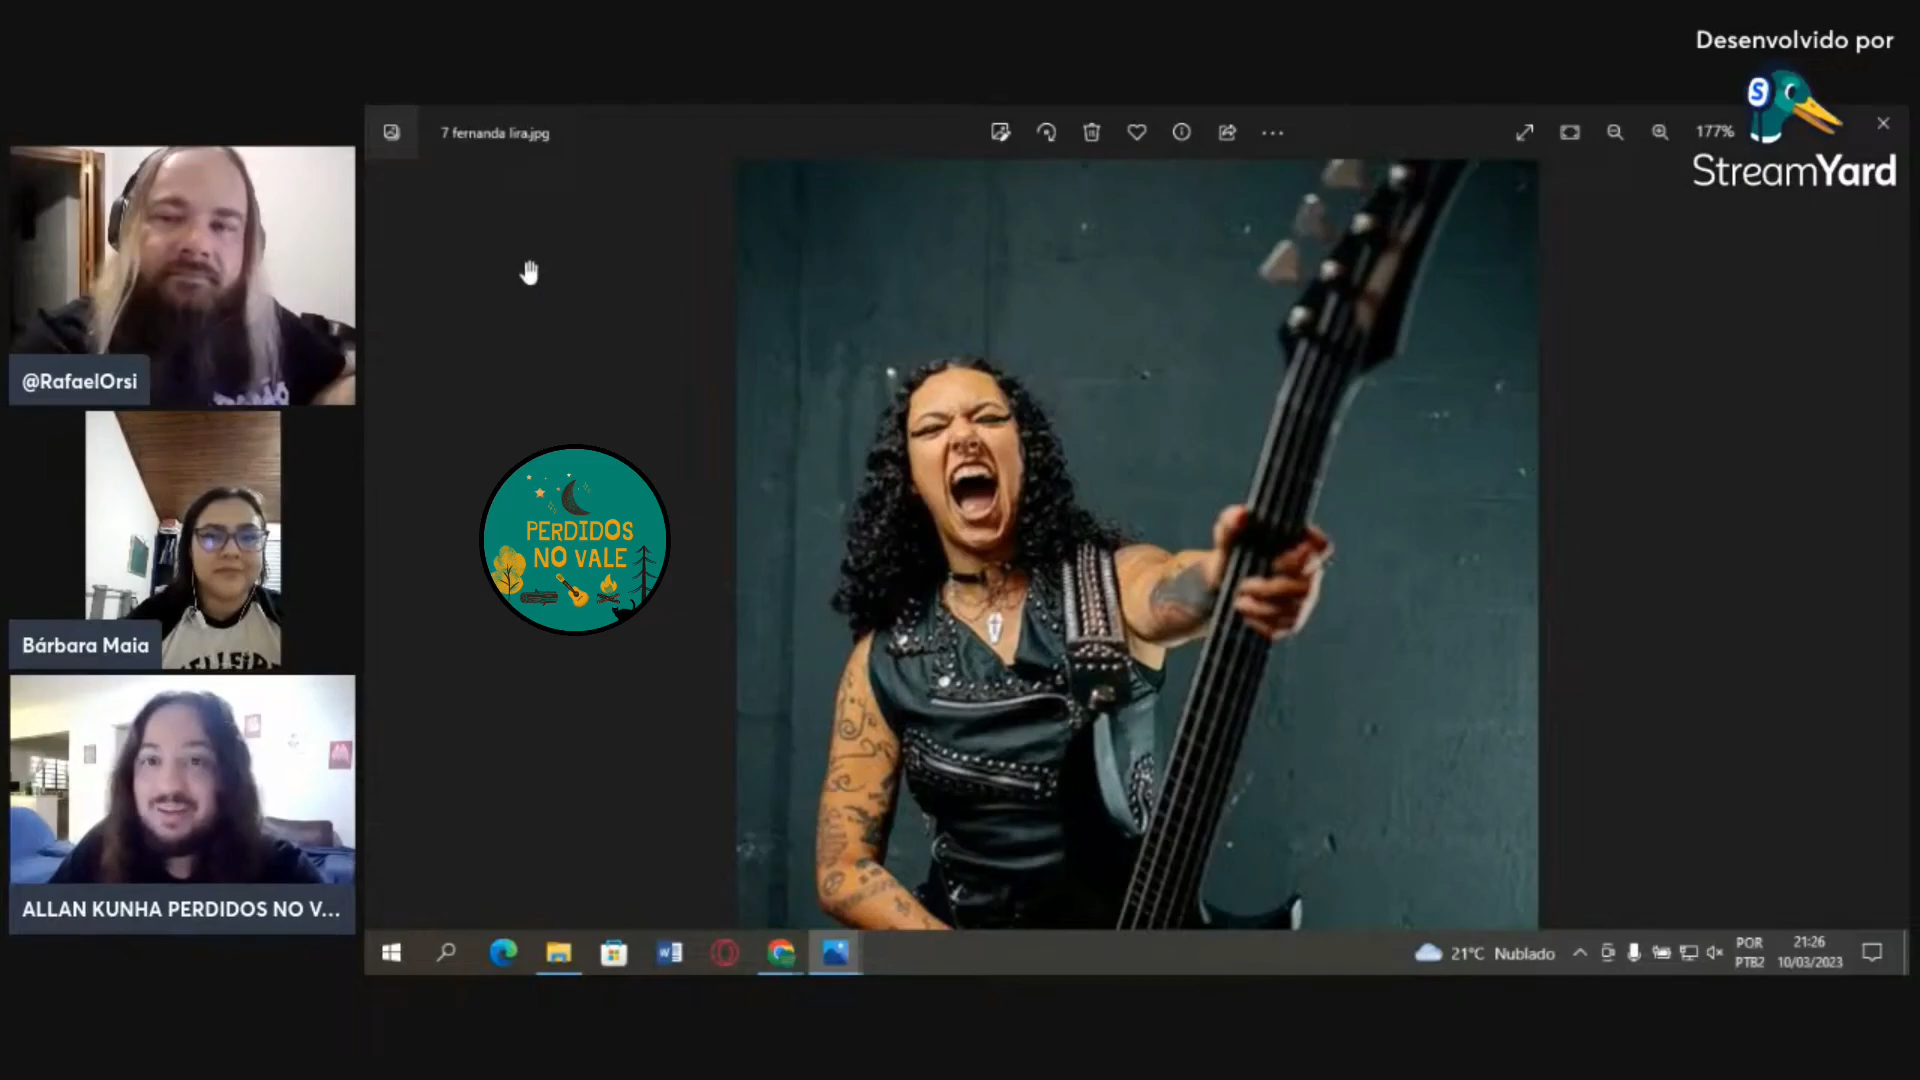 Desenvolvido por
StreamYard
7 fernanda lira.jpg
177%
@RafaelOrsi
Bárbara Maia
ALLAN KUNHA PERDIDOS NO V...
PERDIDOS
NO VALE
21°C Nublado
POR
PTB2
21:26
10/03/2023